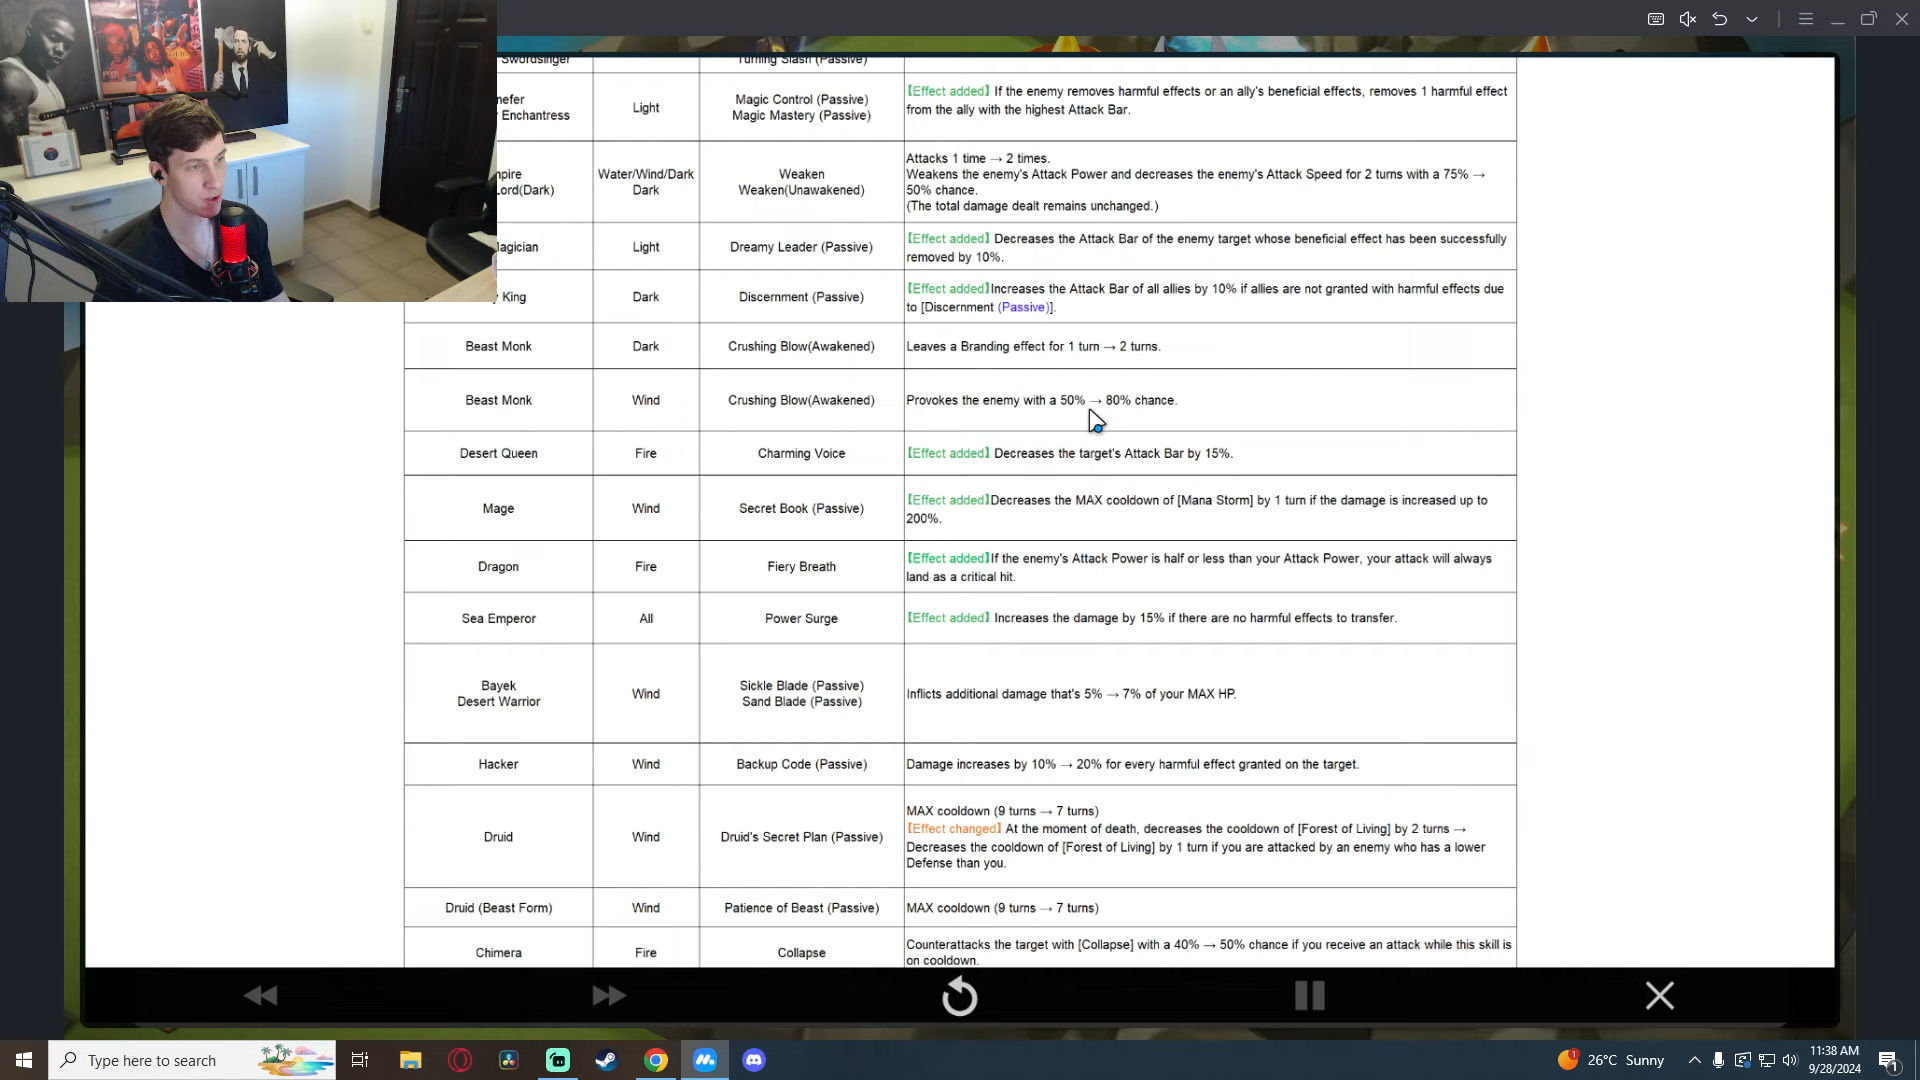 Swordsinger Turning Slash (Passive)
nefer
Enchantress
Light
Magic Control (Passive)
Magic Mastery (Passive)
[Effect added] If the enemy removes harmful effects or an ally's beneficial effects, removes 1 harmful effect
from the ally with the highest Attack Bar.
npire
Lord(Dark)
Water/Wind/Dark
Dark
Weaken
Weaken(Unawakened)
Attacks 1 time → 2 times.
Weakens the enemy's Attack Power and decreases the enemy's Attack Speed for 2 turns with a 75% →
50% chance.
(The total damage dealt remains unchanged.)
Magician
Light
Dreamy Leader (Passive)
[Effect added] Decreases the Attack Bar of the enemy target whose beneficial effect has been successfully
removed by 10%.
y King
Dark
Discernment (Passive)
[Effect added]Increases the Attack Bar of all allies by 10% if allies are not granted with harmful effects due
to [Discernment (Passive)].
Beast Monk
Dark
Crushing Blow(Awakened)
Leaves a Branding effect for 1 turn → 2 turns.
Beast Monk
Wind
Crushing Blow(Awakened)
Provokes the enemy with a 50% → 80% chance.
Desert Queen
Fire
Charming Voice
[Effect added] Decreases the target's Attack Bar by 15%.
Mage
Wind
Secret Book (Passive)
[Effect added]Decreases the MAX cooldown of [Mana Storm] by 1 turn if the damage is increased up to
200%.
Dragon
Fire
Fiery Breath
[Effect added]If the enemy's Attack Power is half or less than your Attack Power, your attack will always
land as a critical hit.
Sea Emperor
All
Power Surge
[Effect added] Increases the damage by 15% if there are no harmful effects to transfer.
Bayek
Desert Warrior
Wind
Sickle Blade (Passive)
Sand Blade (Passive)
Inflicts additional damage that's 5% → 7% of your MAX HP.
Hacker
Wind
Backup Code (Passive)
Damage increases by 10% → 20% for every harmful effect granted on the target.
Druid
Wind
Druid's Secret Plan (Passive)
MAX cooldown (9 turns → 7 turns)
[Effect changed] At the moment of death, decreases the cooldown of [Forest of Living] by 2 turns →
Decreases the cooldown of [Forest of Living] by 1 turn if you are attacked by an enemy who has a lower
Defense than you.
Druid (Beast Form)
Wind
Patience of Beast (Passive)
MAX cooldown (9 turns → 7 turns)
Chimera
Fire
Collapse
Counterattacks the target with [Collapse] with a 40% → 50% chance if you receive an attack while this skill is
on cooldown.
Type here to search
26°C Sunny
11:38 AM
9/28/2024